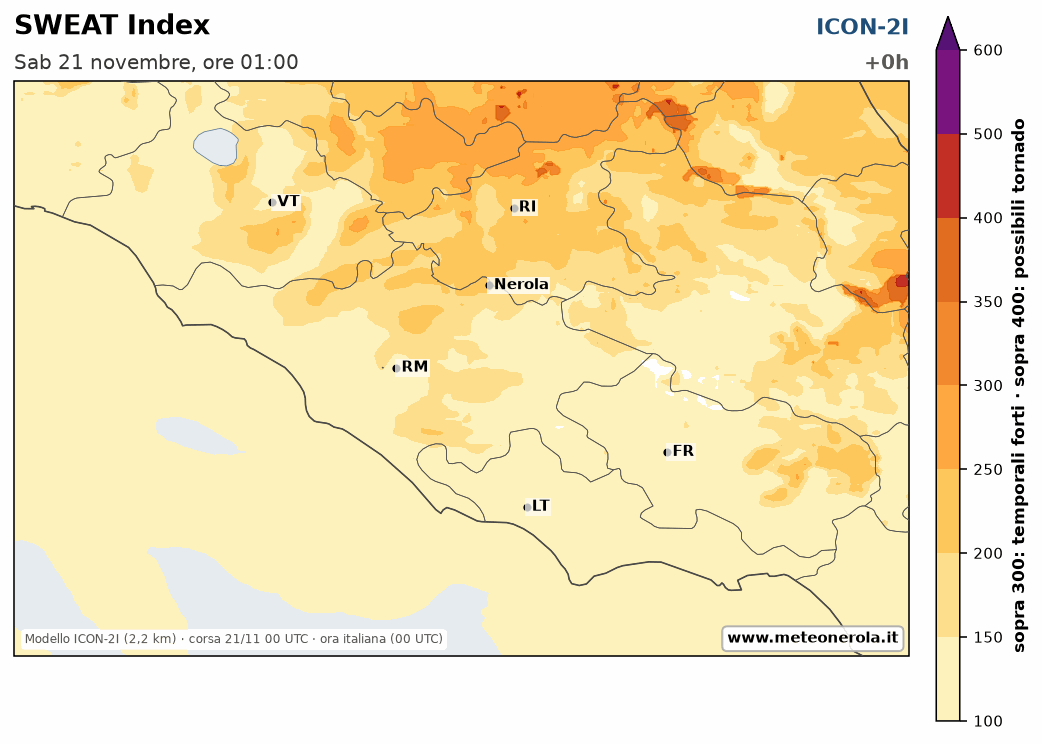 SWEAT Index
ICON-2I
Sab 21 novembre, ore 01:00
+0h
600
500
400
350
300
250
200
150
100
sopra 300: temporali forti · sopra 400: possibili tornado
VT
RI
Nerola
RM
FR
LT
Modello ICON-2I (2,2 km) · corsa 21/11 00 UTC · ora italiana (00 UTC)
www.meteonerola.it